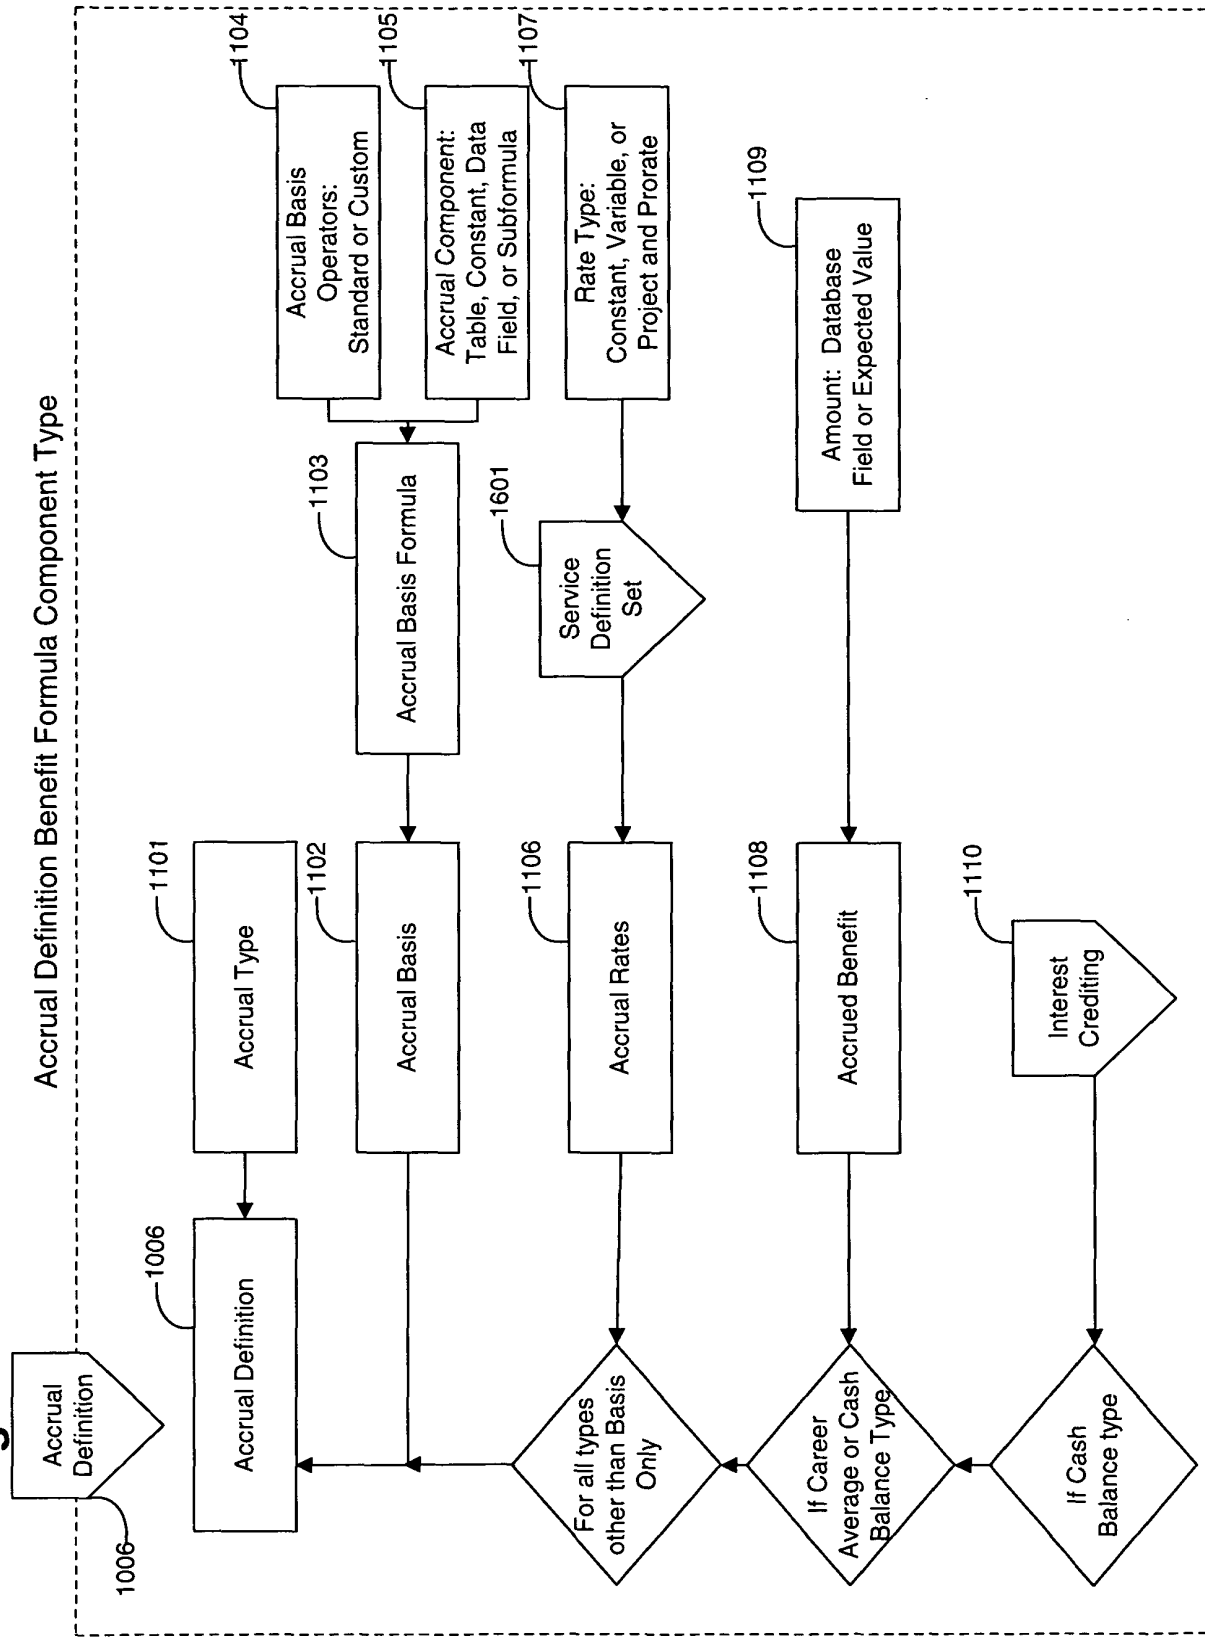 Accrual Definition Benefit Formula Component Type
Accrual
Definition
1006
Accrual Definition
1006
Accrual Type
1101
Accrual Basis
1102
Accrual Basis Formula
1103
Accrual Basis
Operators:
Standard or Custom
1104
Accrual Component:
Table, Constant, Data
Field, or Subformula
1105
For all types
other than Basis
Only
Accrual Rates
1106
Service
Definition
Set
1601
Rate Type:
Constant, Variable, or
Project and Prorate
1107
If Career
Average or Cash
Balance Type
Accrued Benefit
1108
Amount: Database
Field or Expected Value
1109
If Cash
Balance type
Interest
Crediting
1110